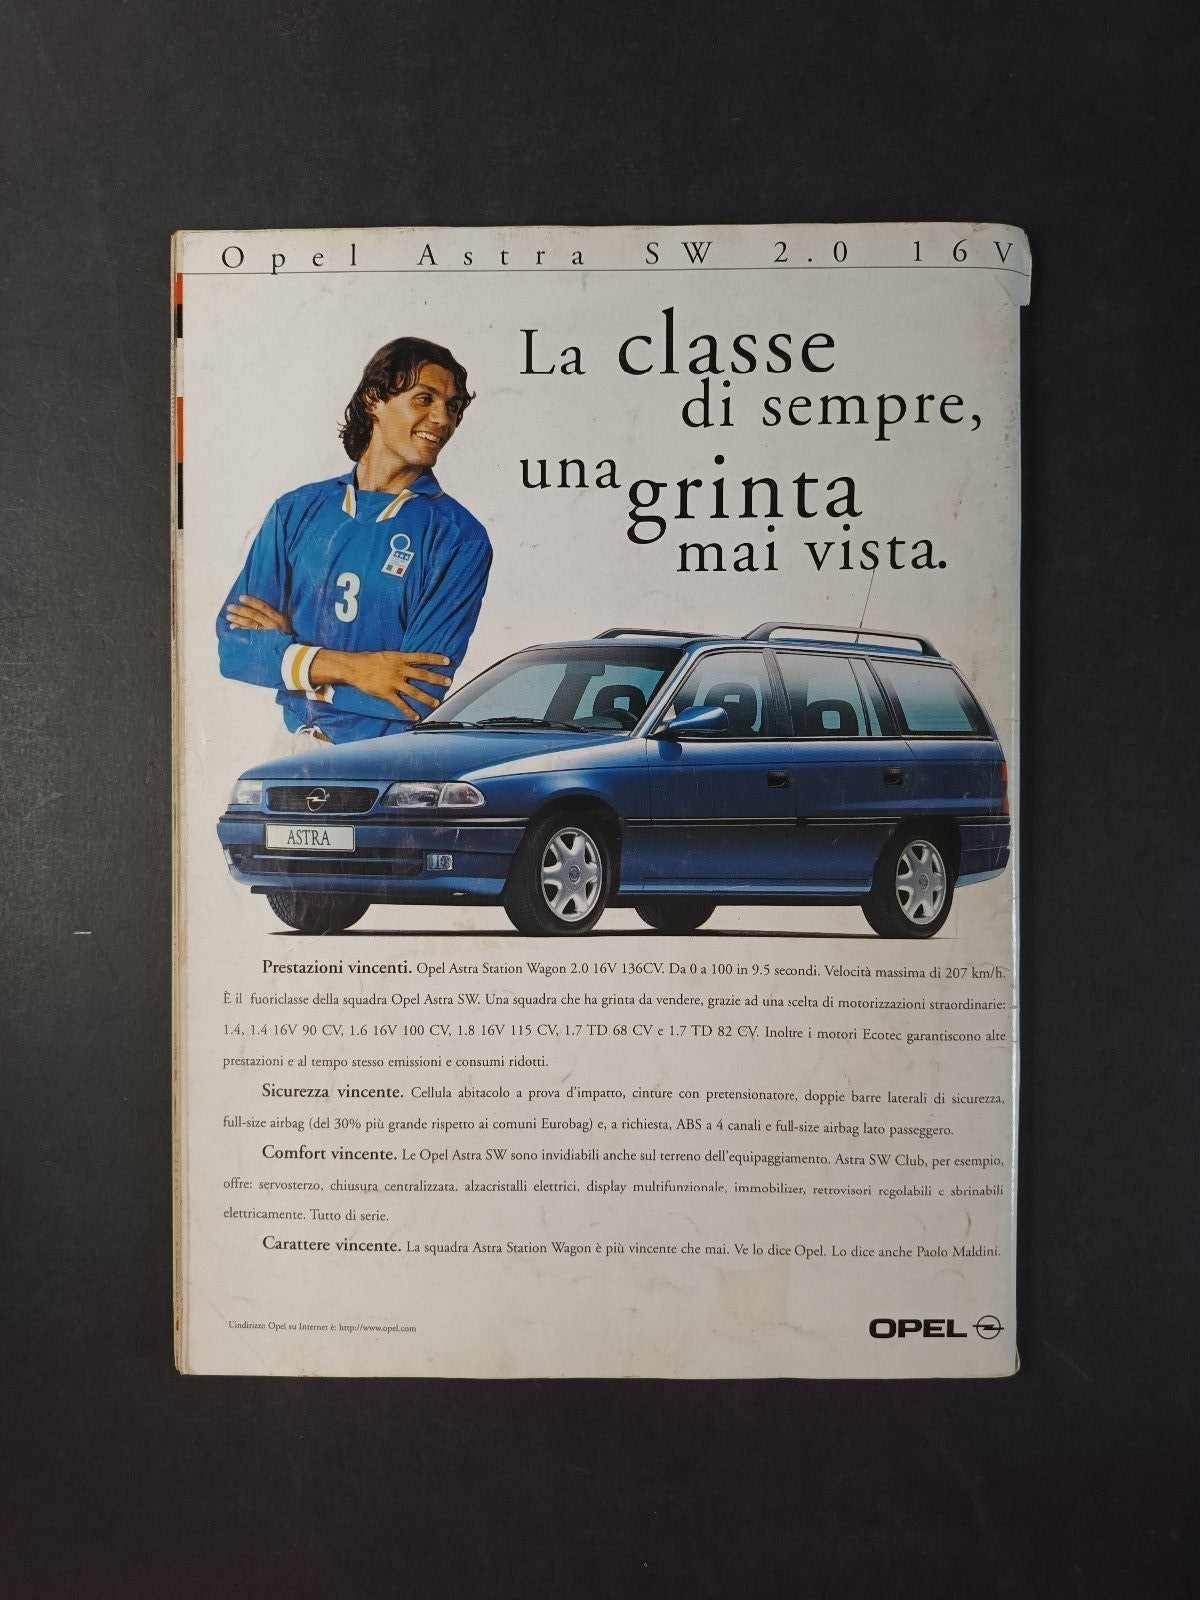 Opel Astra SW 2.0 16V
La classe
di sempre,
una grinta
mai vista.
3
ASTRA
Prestazioni vincenti. Opel Astra Station Wagon 2.0 16V 136CV. Da 0 a 100 in 9.5 secondi. Velocità massima di 207 km/h.
È il fuoriclasse della squadra Opel Astra SW. Una squadra che ha grinta da vendere, grazie ad una scelta di motorizzazioni straordinarie:
1.4, 1.4 16V 90 CV, 1.6 16V 100 CV, 1.8 16V 115 CV, 1.7 TD 68 CV e 1.7 TD 82 CV. Inoltre i motori Ecotec garantiscono alte
prestazioni e al tempo stesso emissioni e consumi ridotti.
Sicurezza vincente. Cellula abitacolo a prova d'impatto, cinture con pretensionatore, doppie barre laterali di sicurezza,
full-size airbag (del 30% più grande rispetto ai comuni Eurobag) e, a richiesta, ABS a 4 canali e full-size airbag lato passeggero.
Comfort vincente. Le Opel Astra SW sono invidiabili anche sul terreno dell'equipaggiamento. Astra SW Club, per esempio,
offre: servosterzo, chiusura centralizzata, alzacristalli elettrici, display multifunzionale, immobilizer, retrovisori regolabili e sbrinabili
elettricamente. Tutto di serie.
Carattere vincente. La squadra Astra Station Wagon è più vincente che mai. Ve lo dice Opel. Lo dice anche Paolo Maldini.
L'indirizzo Opel su Internet è: http://www.opel.com
OPEL